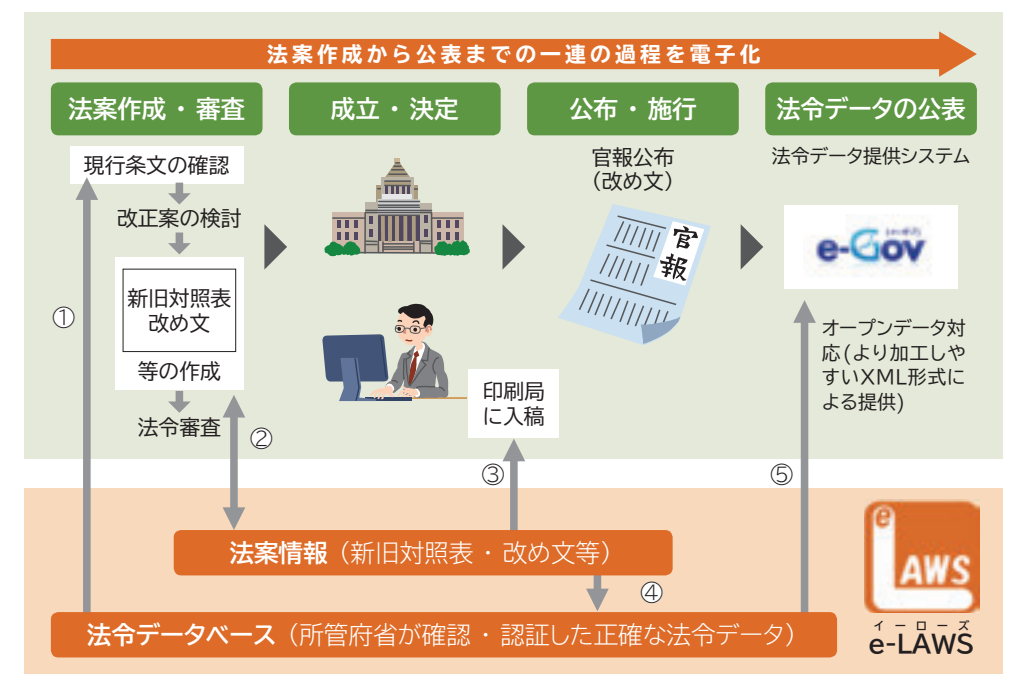 法案作成から公表までの一連の過程を電子化
法案作成・審査
成立・決定
公布・施行
法令データの公表
現行条文の確認
改正案の検討
新旧対照表
改め文
等の作成
法令審査
①
②
印刷局
に入稿
③
官報公布
(改め文)
官報
法令データ提供システム
e-Gov
オープンデータ対
応(より加工しや
すいXML形式に
よる提供)
⑤
法案情報(新旧対照表・改め文等)
④
法令データベース(所管府省が確認・認証した正確な法令データ)
e
LAWS
イーローズ
e-LAWS